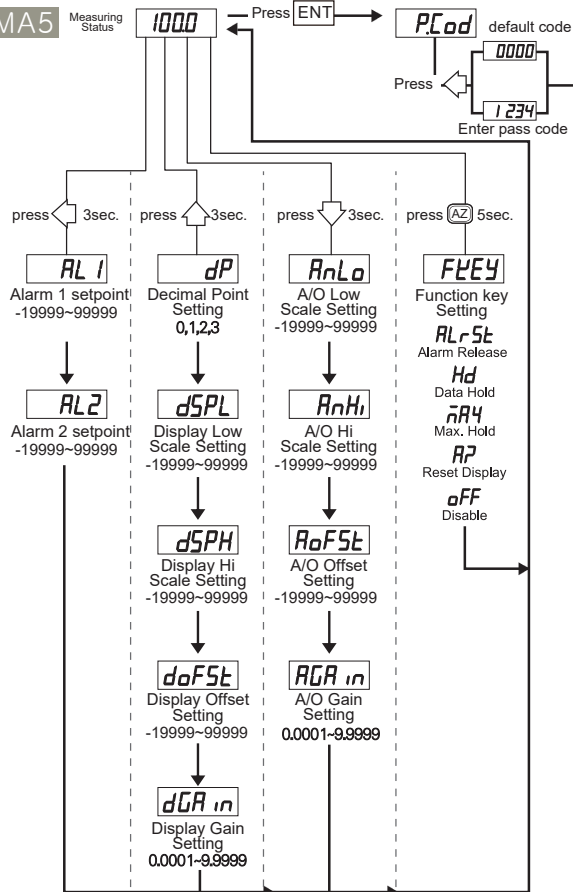 MA5
Measuring
Status
100.0
Press ENT
P.Cod
default code
0000
Press
1234
Enter pass code
press 3sec.
press 3sec.
press 3sec.
press AZ 5sec.
AL1
Alarm 1 setpoint
-19999~99999
AL2
Alarm 2 setpoint
-19999~99999
dP
Decimal Point
Setting
0,1,2,3
dSPL
Display Low
Scale Setting
-19999~99999
dSPH
Display Hi
Scale Setting
-19999~99999
doFSt
Display Offset
Setting
-19999~99999
dGAin
Display Gain
Setting
0.0001~9.9999
AnLo
A/O Low
Scale Setting
-19999~99999
AnHi
A/O Hi
Scale Setting
-19999~99999
AoFSt
A/O Offset
Setting
-19999~99999
AGAin
A/O Gain
Setting
0.0001~9.9999
Function key
Setting
ALrSt
Alarm Release
Hd
Data Hold
Max. Hold
Reset Display
oFF
Disable